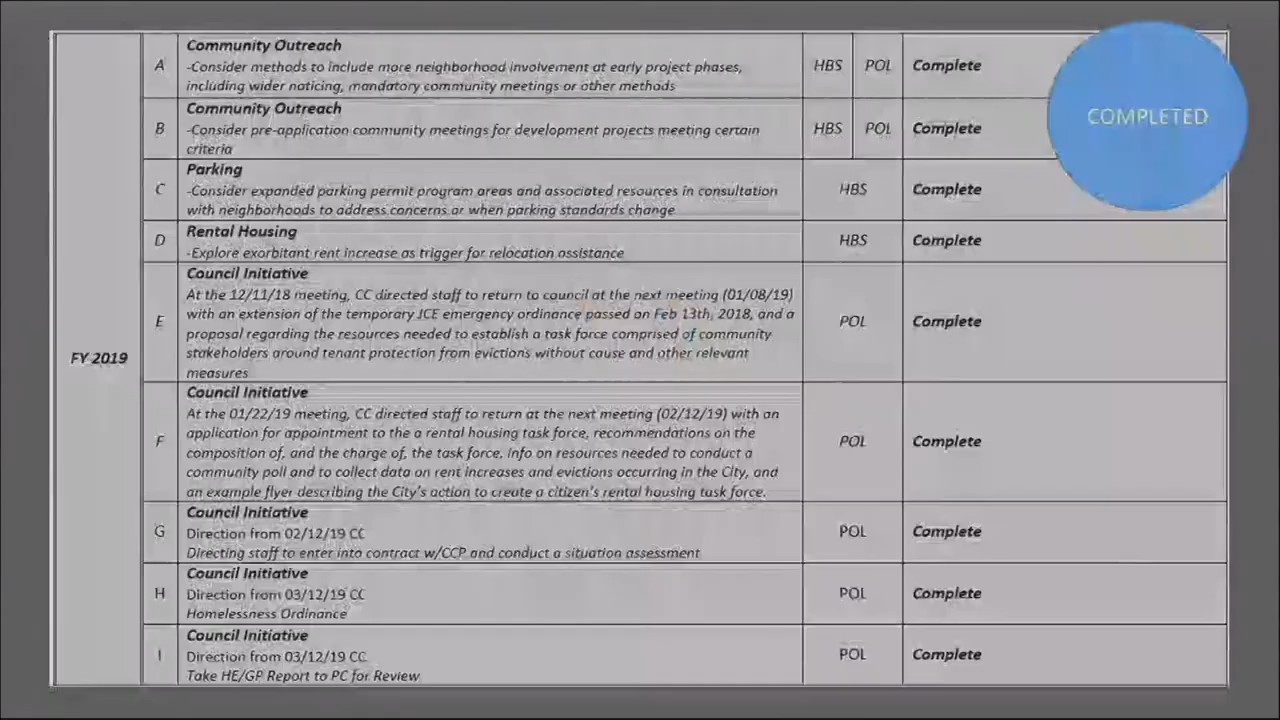 COMPLETED
FY 2019
A
Community Outreach
-Consider methods to include more neighborhood involvement at early project phases,
including wider noticing, mandatory community meetings or other methods
HBS POL Complete
B
Community Outreach
-Consider pre-application community meetings for development projects meeting certain
criteria
HBS POL Complete
C
Parking
-Consider expanded parking permit program areas and associated resources in consultation
with neighborhoods to address concerns or when parking standards change
HBS Complete
D
Rental Housing
-Explore exorbitant rent increase as trigger for relocation assistance
HBS Complete
E
Council Initiative
At the 12/11/18 meeting, CC directed staff to return to council at the next meeting (01/08/19)
with an extension of the temporary JCE emergency ordinance passed on Feb 13th, 2018, and a
proposal regarding the resources needed to establish a task force comprised of community
stakeholders around tenant protection from evictions without cause and other relevant
measures
POL Complete
F
Council Initiative
At the 01/22/19 meeting, CC directed staff to return at the next meeting (02/12/19) with an
application for appointment to the a rental housing task force, recommendations on the
composition of, and the charge of, the task force. Info on resources needed to conduct a
community poll and to collect data on rent increases and evictions occurring in the City, and
an example flyer describing the City's action to create a citizen's rental housing task force.
POL Complete
G
Council Initiative
Direction from 02/12/19 CC
Directing staff to enter into contract w/CCP and conduct a situation assessment
POL Complete
H
Council Initiative
Direction from 03/12/19 CC
Homelessness Ordinance
POL Complete
I
Council Initiative
Direction from 03/12/19 CC
Take HE/GP Report to PC for Review
POL Complete